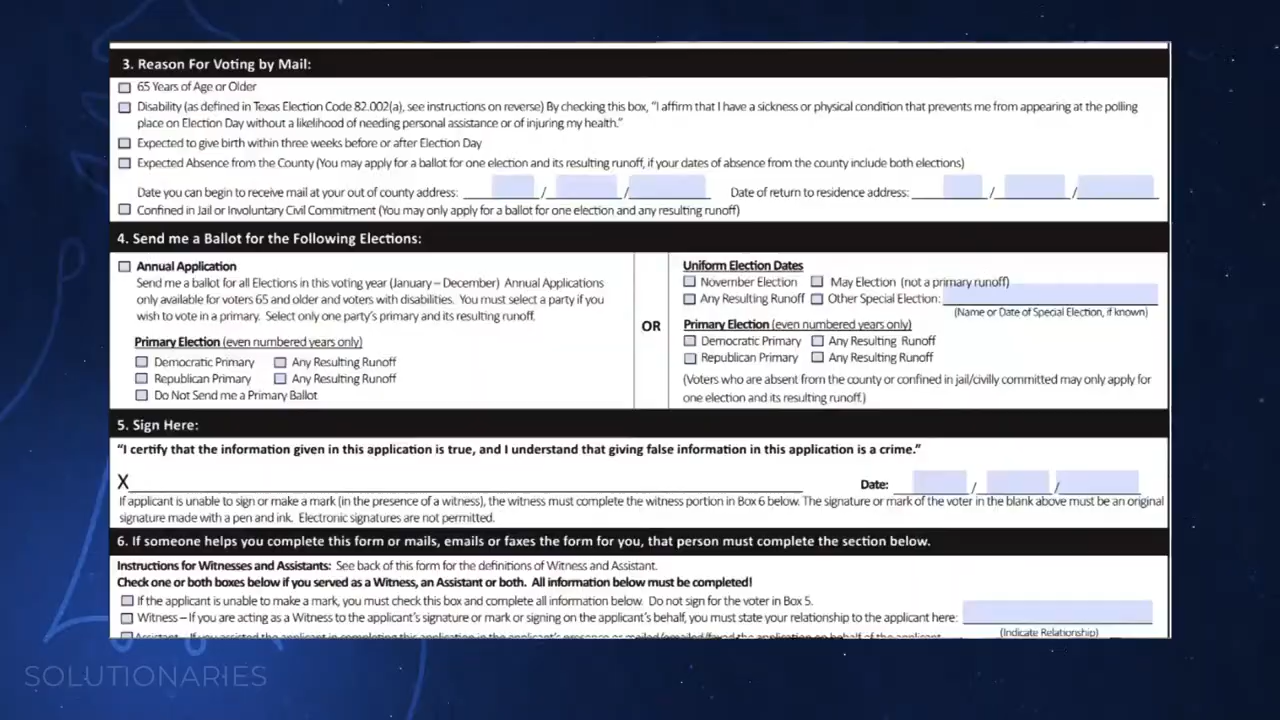 3. Reason For Voting by Mail:
65 Years of Age or Older
Disability (as defined in Texas Election Code 82.002(a), see instructions on reverse) By checking this box, “I affirm that I have a sickness or physical condition that prevents me from appearing at the polling
place on Election Day without a likelihood of needing personal assistance or of injuring my health.”
Expected to give birth within three weeks before or after Election Day
Expected Absence from the County (You may apply for a ballot for one election and its resulting runoff, if your dates of absence from the county include both elections)
Date you can begin to receive mail at your out of county address: / / Date of return to residence address: / /
Confined in Jail or Involuntary Civil Commitment (You may only apply for a ballot for one election and any resulting runoff)
4. Send me a Ballot for the Following Elections:
Annual Application
Send me a ballot for all Elections in this voting year (January – December) Annual Applications
only available for voters 65 and older and voters with disabilities. You must select a party if you
wish to vote in a primary. Select only one party’s primary and its resulting runoff.
Primary Election (even numbered years only)
Democratic Primary Any Resulting Runoff
Republican Primary Any Resulting Runoff
Do Not Send me a Primary Ballot
OR
Uniform Election Dates
November Election May Election (not a primary runoff)
Any Resulting Runoff Other Special Election:
(Name or Date of Special Election, if known)
Primary Election (even numbered years only)
Democratic Primary Any Resulting Runoff
Republican Primary Any Resulting Runoff
(Voters who are absent from the county or confined in jail/civilly committed may only apply for
one election and its resulting runoff.)
5. Sign Here:
“I certify that the information given in this application is true, and I understand that giving false information in this application is a crime.”
X Date: / /
If applicant is unable to sign or make a mark (in the presence of a witness), the witness must complete the witness portion in Box 6 below. The signature or mark of the voter in the blank above must be an original
signature made with a pen and ink. Electronic signatures are not permitted.
6. If someone helps you complete this form or mails, emails or faxes the form for you, that person must complete the section below.
Instructions for Witnesses and Assistants: See back of this form for the definitions of Witness and Assistant.
Check one or both boxes below if you served as a Witness, an Assistant or both. All information below must be completed!
If the applicant is unable to make a mark, you must check this box and complete all information below. Do not sign for the voter in Box 5.
Witness – If you are acting as a Witness to the applicant’s signature or mark or signing on the applicant’s behalf, you must state your relationship to the applicant here:
(Indicate Relationship)
Assistant – If you assisted the applicant in completing this application in the applicant’s presence or mailed/emailed/faxed the application on behalf of the applicant.
SOLUTIONARIES